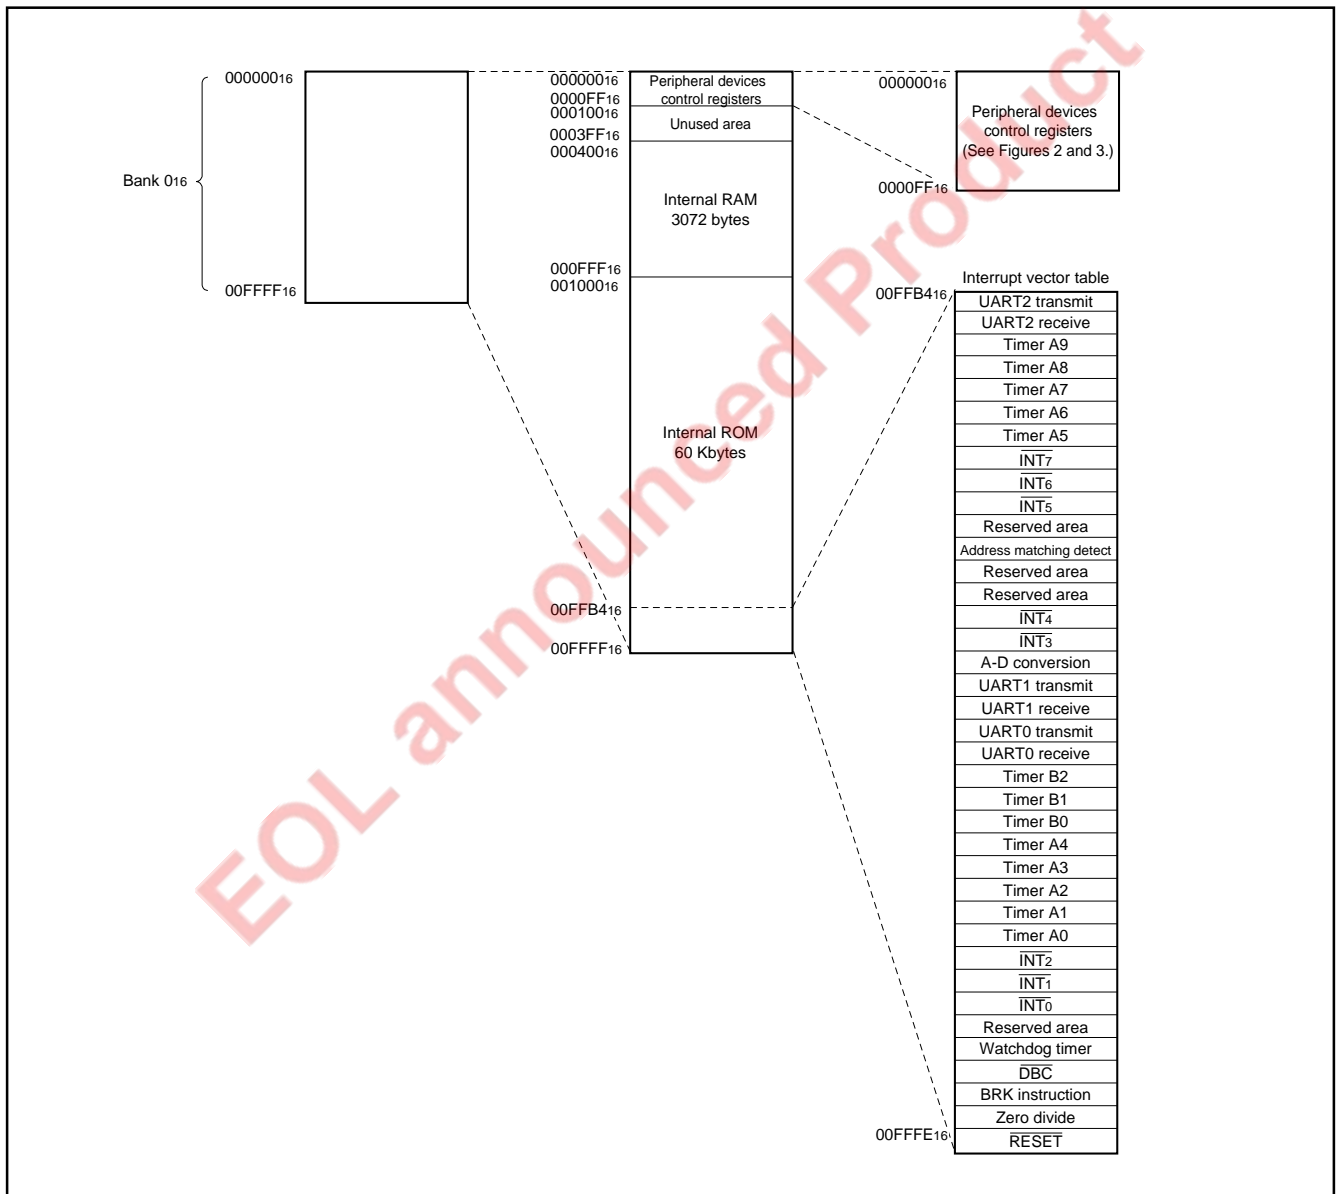 EOL announced Product
Bank 016
00000016
00FFFF16
00000016
0000FF16
00010016
0003FF16
00040016
000FFF16
00100016
00FFB416
00FFFF16
Peripheral devices
control registers
Unused area
Internal RAM
3072 bytes
Internal ROM
60 Kbytes
00000016
0000FF16
Peripheral devices
control registers
(See Figures 2 and 3.)
Interrupt vector table
00FFB416
UART2 transmit
UART2 receive
Timer A9
Timer A8
Timer A7
Timer A6
Timer A5
INT7
INT6
INT5
Reserved area
Address matching detect
Reserved area
Reserved area
INT4
INT3
A-D conversion
UART1 transmit
UART1 receive
UART0 transmit
UART0 receive
Timer B2
Timer B1
Timer B0
Timer A4
Timer A3
Timer A2
Timer A1
Timer A0
INT2
INT1
INT0
Reserved area
Watchdog timer
DBC
BRK instruction
Zero divide
00FFFE16
RESET